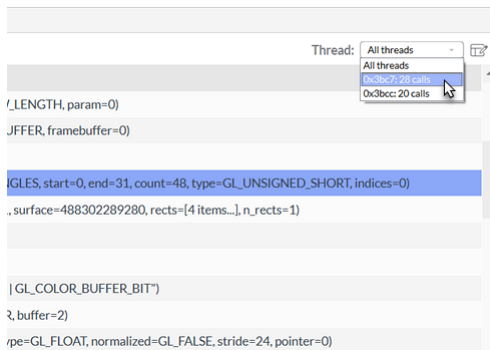 Thread: All threads
All threads
0x3bc7: 28 calls
0x3bcc: 20 calls
_LENGTH, param=0)
UFFER, framebuffer=0)
NGLES, start=0, end=31, count=48, type=GL_UNSIGNED_SHORT, indices=0)
, surface=488302289280, rects=[4 items...], n_rects=1)
| GL_COLOR_BUFFER_BIT")
R, buffer=2)
ype=GL_FLOAT, normalized=GL_FALSE, stride=24, pointer=0)